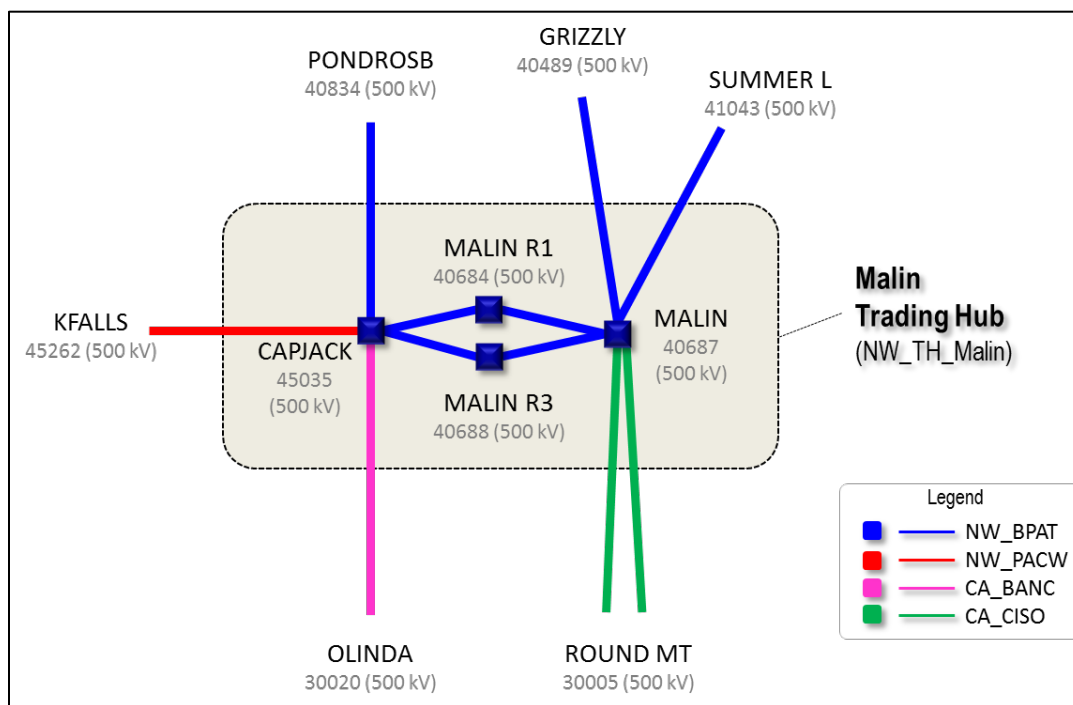 GRIZZLY
40489 (500 kV)
PONDROSB
40834 (500 kV)
SUMMER L
41043 (500 kV)
MALIN R1
40684 (500 kV)
KFALLS
45262 (500 kV)
CAPJACK
45035
(500 kV)
MALIN
40687
(500 kV)
MALIN R3
40688 (500 kV)
Malin
Trading Hub
(NW_TH_Malin)
OLINDA
30020 (500 kV)
ROUND MT
30005 (500 kV)
Legend
NW_BPAT
NW_PACW
CA_BANC
CA_CISO